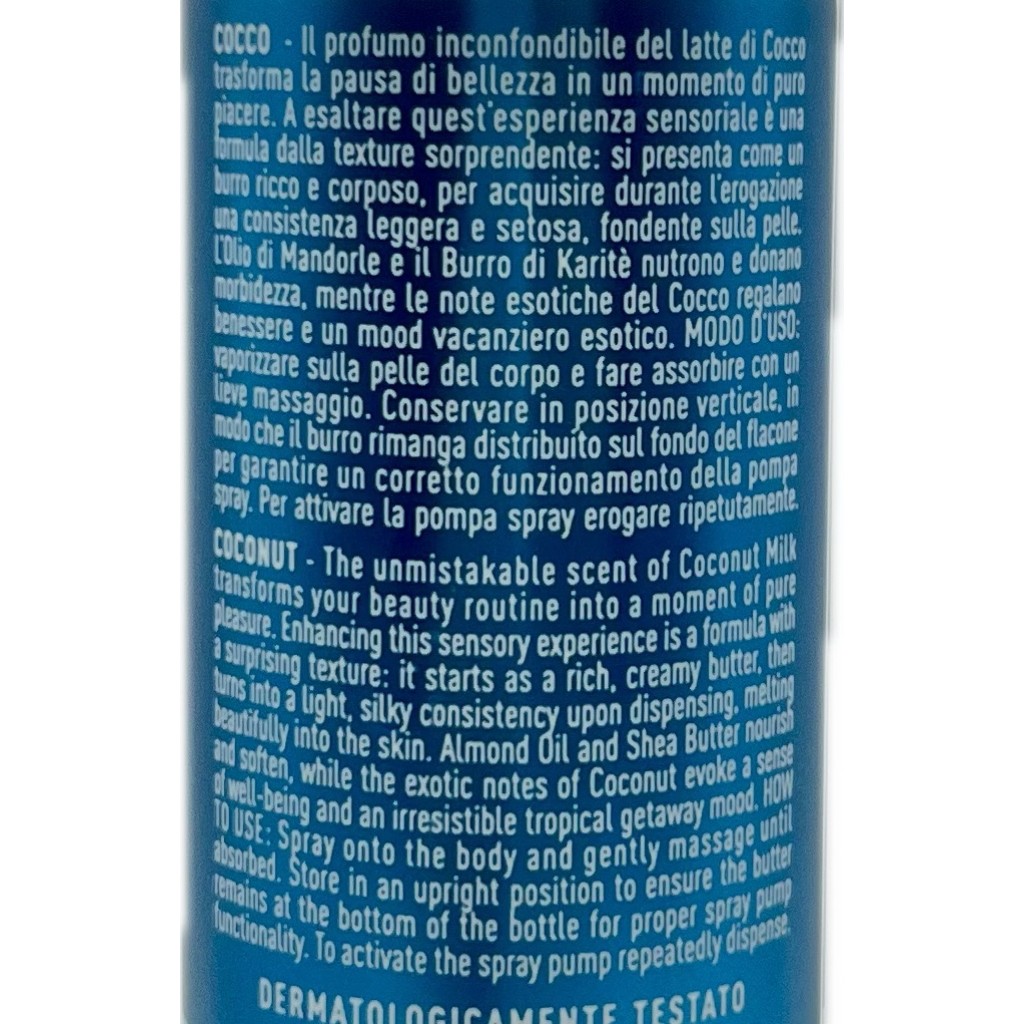 COCCO - Il profumo inconfondibile del latte di Cocco
trasforma la pausa di bellezza in un momento di puro
piacere. A esaltare quest'esperienza sensoriale è una
formula dalla texture sorprendente: si presenta come un
burro ricco e corposo, per acquisire durante l'erogazione
una consistenza leggera e setosa, fondente sulla pelle.
L'Olio di Mandorle e il Burro di Karitè nutrono e donano
morbidezza, mentre le note esotiche del Cocco regalano
benessere e un mood vacanziero esotico. MODO D'USO:
vaporizzare sulla pelle del corpo e fare assorbire con un
lieve massaggio. Conservare in posizione verticale, in
modo che il burro rimanga distribuito sul fondo del flacone
per garantire un corretto funzionamento della pompa
spray. Per attivare la pompa spray erogare ripetutamente.
COCONUT - The unmistakable scent of Coconut Milk
transforms your beauty routine into a moment of pure
pleasure. Enhancing this sensory experience is a formula with
a surprising texture: it starts as a rich, creamy butter, then
turns into a light, silky consistency upon dispensing, melting
beautifully into the skin. Almond Oil and Shea Butter nourish
and soften, while the exotic notes of Coconut evoke a sense
of well-being and an irresistible tropical getaway mood. HOW
TO USE: Spray onto the body and gently massage until
absorbed. Store in an upright position to ensure the butter
remains at the bottom of the bottle for proper spray pump
functionality. To activate the spray pump repeatedly dispense.
DERMATOLOGICAMENTE TESTATO